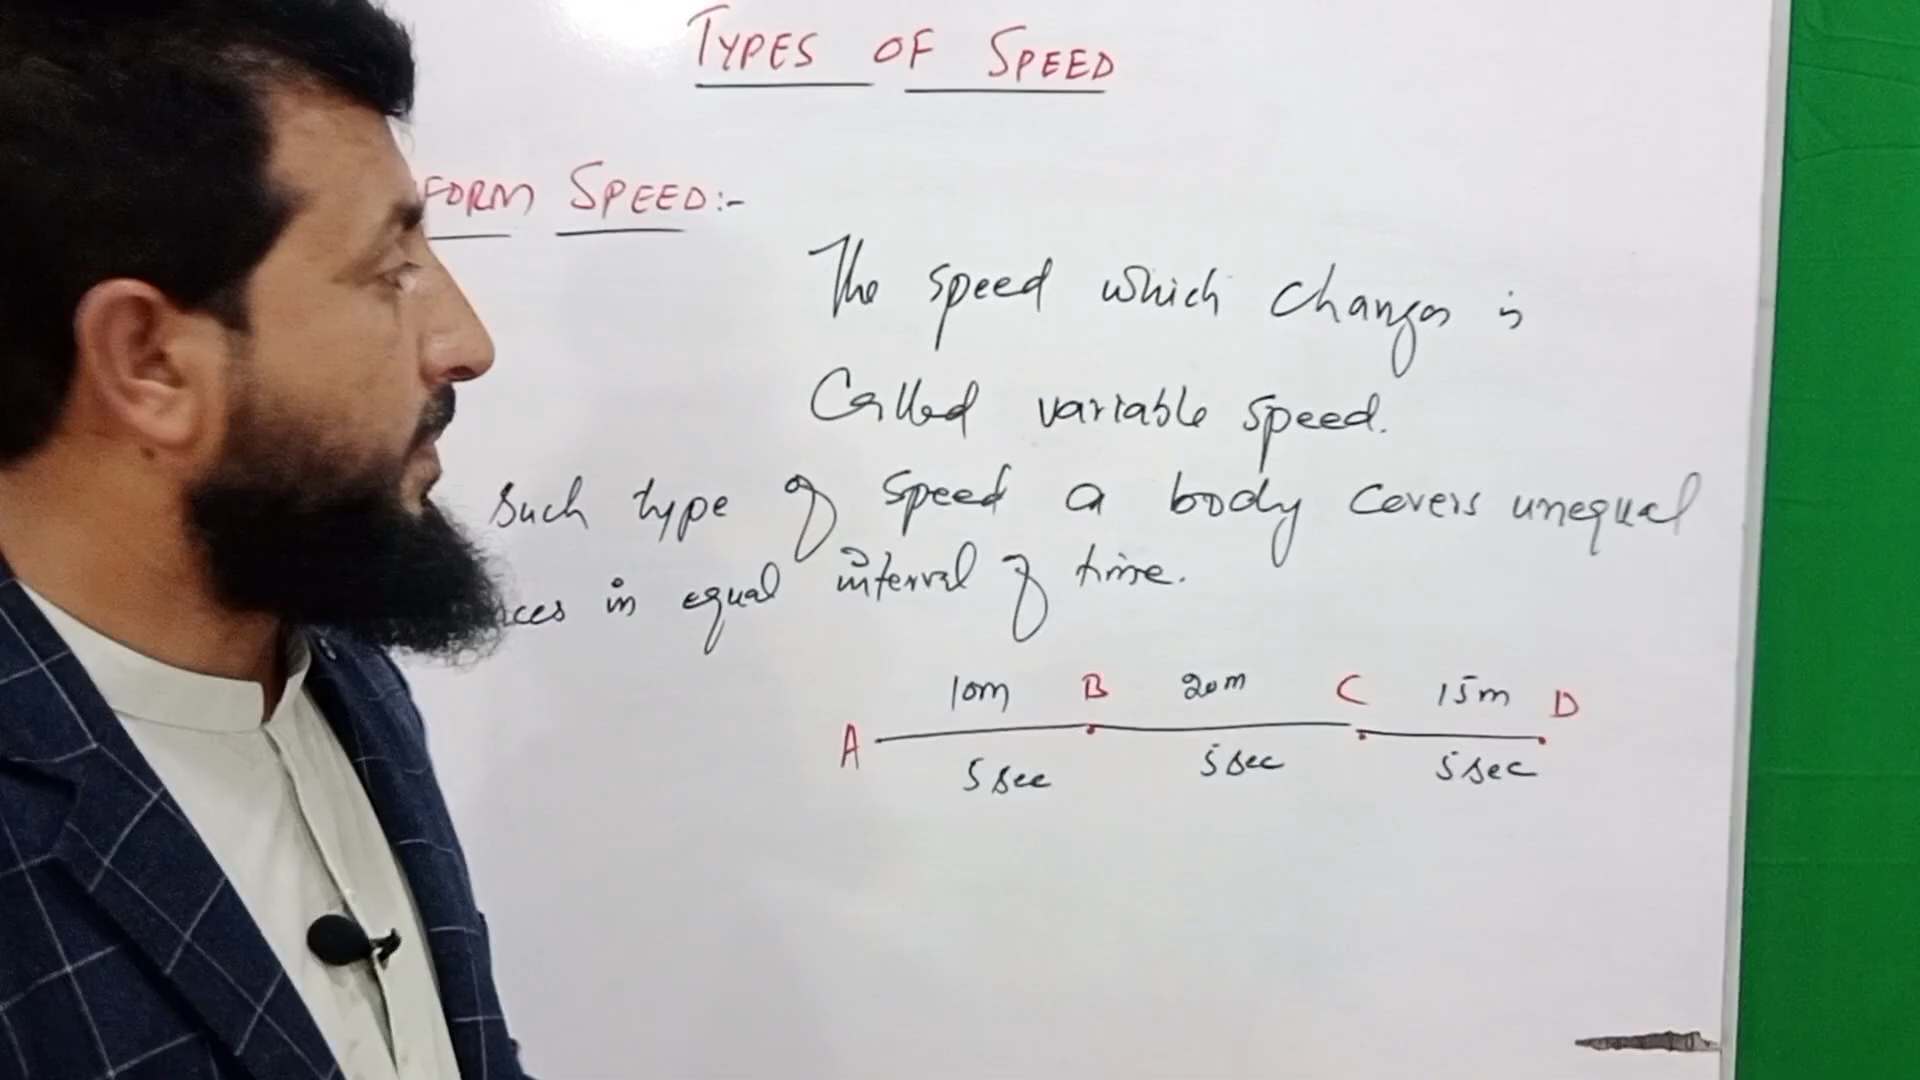 TYPES OF SPEED
FORM SPEED:-
The speed which changes is
Called variable speed.
such type of speed a body covers unequal
nces in equal interval of time.
10m B 20m C 15m D
A
5 sec 5 sec 5 sec